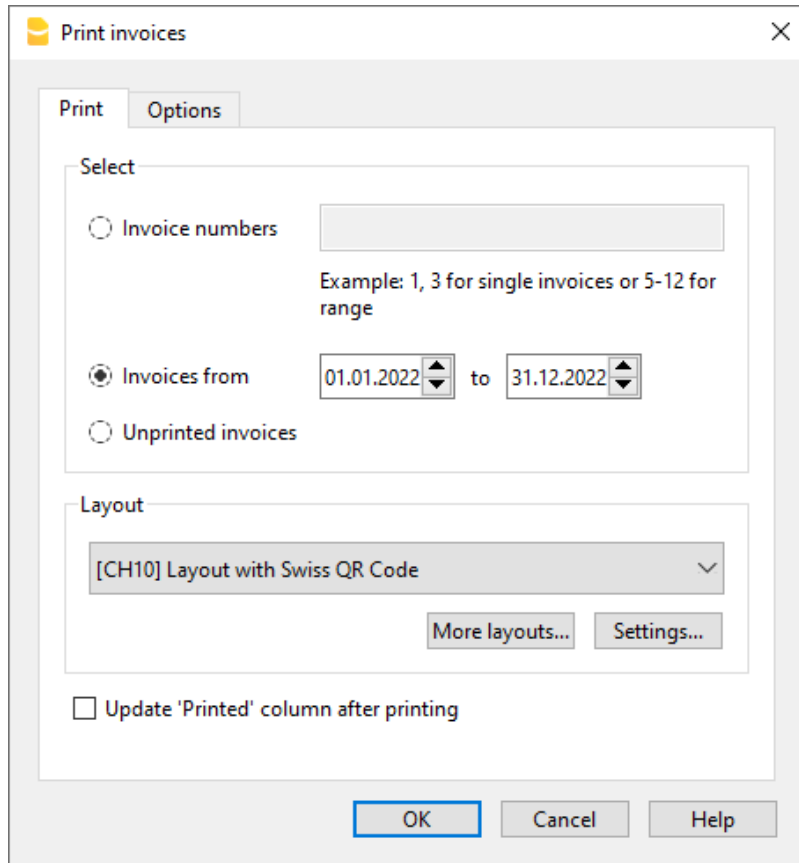 Print invoices
Print
Options
Select
Invoice numbers
Example: 1, 3 for single invoices or 5-12 for
range
Invoices from 01.01.2022 to 31.12.2022
Unprinted invoices
Layout
[CH10] Layout with Swiss QR Code
More layouts...
Settings...
Update 'Printed' column after printing
OK
Cancel
Help